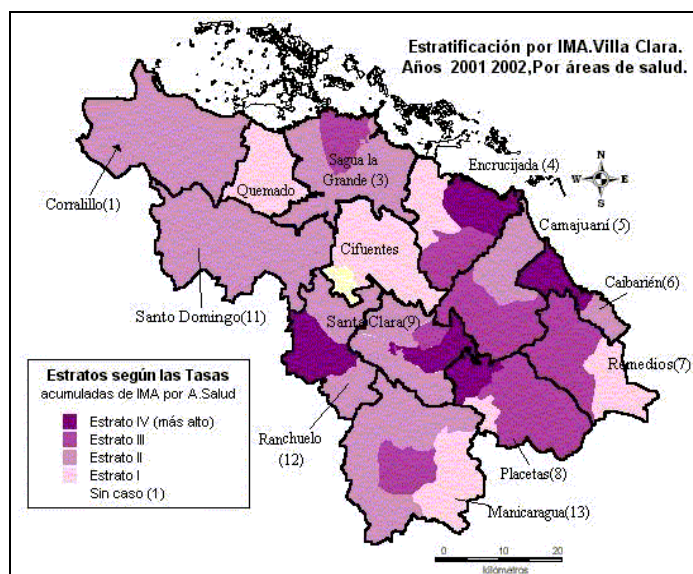 Estratificación por IMA.Villa Clara.
Años 2001 2002,Por áreas de salud.
Encrucijada (4)
N
W E
S
Sagua la
Grande (3)
Quemado
Corralillo(1)
Camajuaní (5)
Cifuentes
Caibarién (6)
Santo Domingo(11)
Santa Clara(9)
Remedios (7)
Estratos según las Tasas
acumuladas de IMA por A.Salud
Estrato IV (más alto)
Estrato III
Estrato II
Estrato I
Sin caso (1)
Ranchuelo
(12)
Placetas (8)
Manicaragua(13)
0 10 20
kilómetros